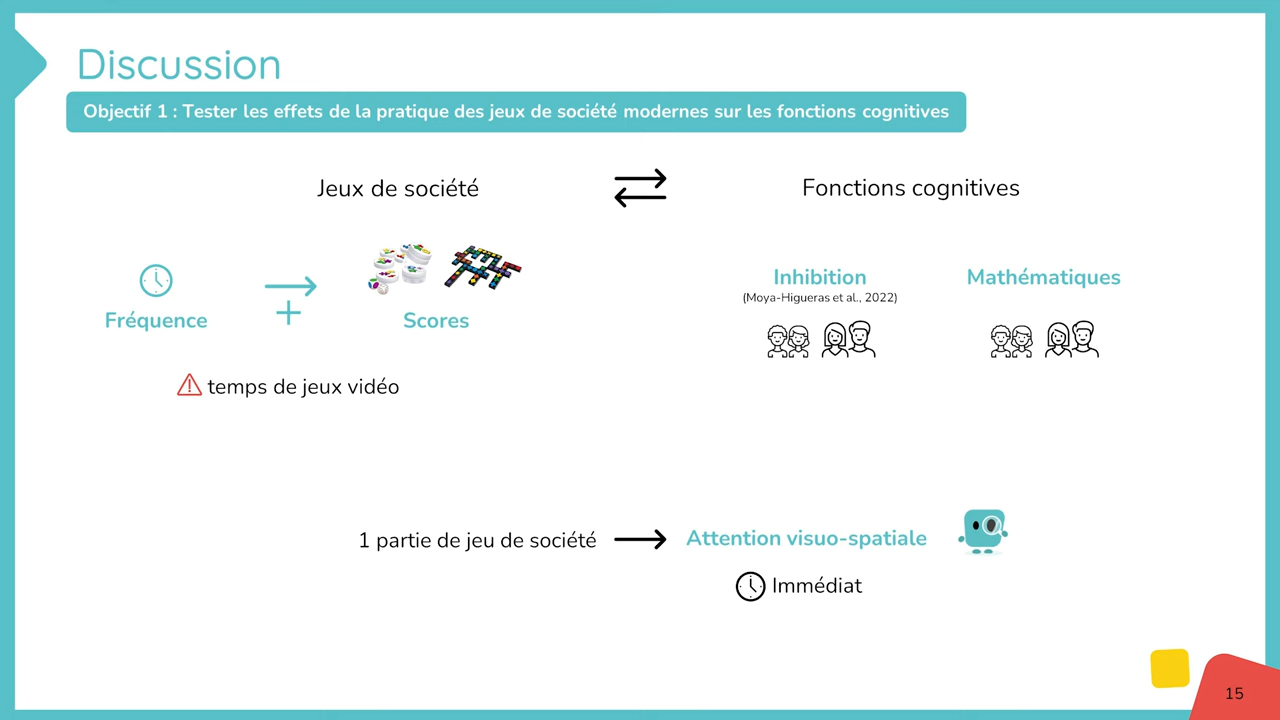 Discussion
Objectif 1 : Tester les effets de la pratique des jeux de société modernes sur les fonctions cognitives
Jeux de société
Fonctions cognitives
Fréquence
Scores
Inhibition
(Moya-Higueras et al., 2022)
Mathématiques
temps de jeux vidéo
1 partie de jeu de société
Attention visuo-spatiale
Immédiat
15